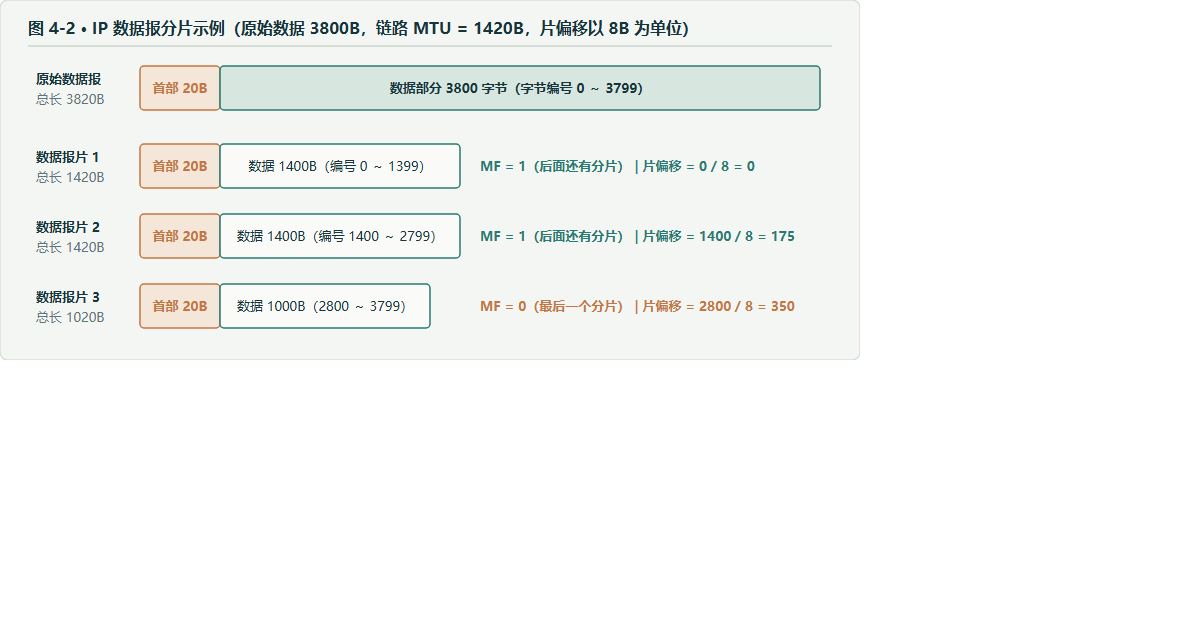 图 4-2 • IP 数据报分片示例（原始数据 3800B，链路 MTU = 1420B，片偏移以 8B 为单位）
原始数据报
总长 3820B
首部 20B
数据部分 3800 字节（字节编号 0 ~ 3799）
数据报片 1
总长 1420B
首部 20B
数据 1400B（编号 0 ~ 1399）
MF = 1（后面还有分片） | 片偏移 = 0 / 8 = 0
数据报片 2
总长 1420B
首部 20B
数据 1400B（编号 1400 ~ 2799）
MF = 1（后面还有分片） | 片偏移 = 1400 / 8 = 175
数据报片 3
总长 1020B
首部 20B
数据 1000B（2800 ~ 3799）
MF = 0（最后一个分片） | 片偏移 = 2800 / 8 = 350